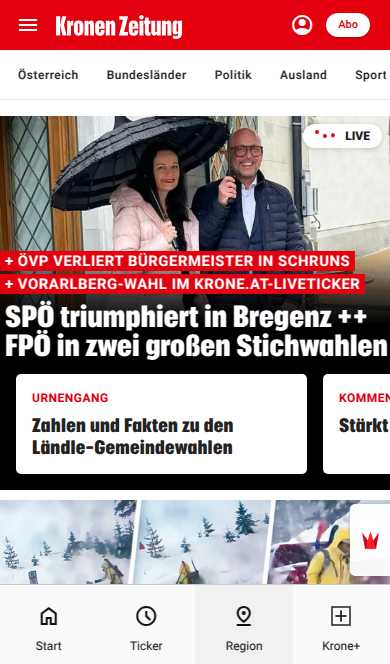 Kronen Zeitung
Abo
Österreich Bundesländer Politik Ausland Sport
LIVE
+ ÖVP VERLIERT BÜRGERMEISTER IN SCHRUNS
+ VORARLBERG-WAHL IM KRONE.AT-LIVETICKER
SPÖ triumphiert in Bregenz ++
FPÖ in zwei großen Stichwahlen
URNENGANG
Zahlen und Fakten zu den
Ländle-Gemeindewahlen
KOMMEN
Stärkt
Start Ticker Region Krone+